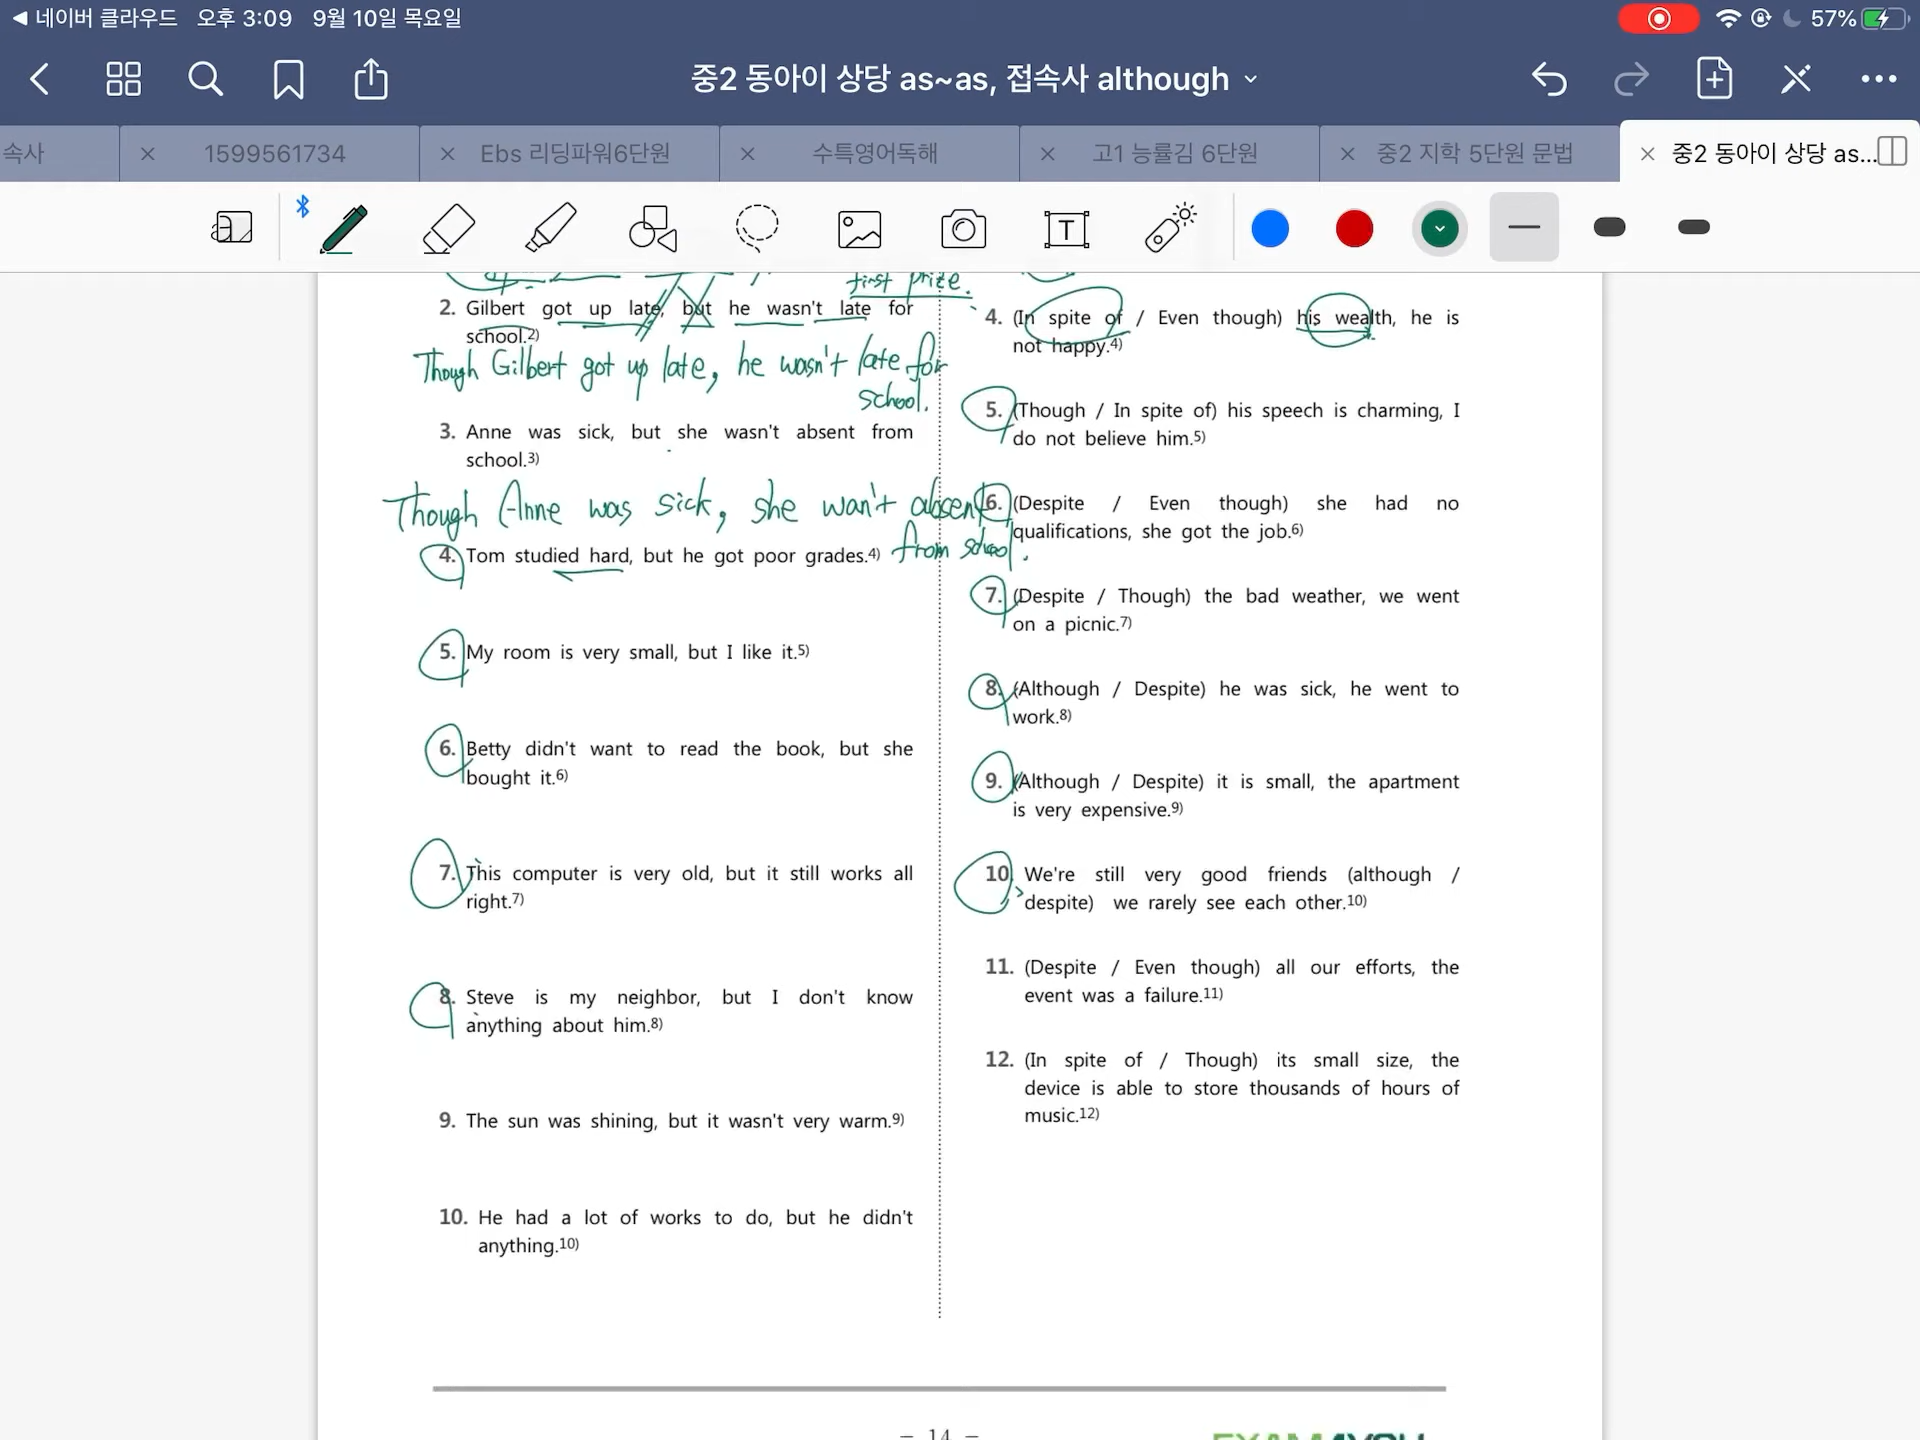 네이버 클라우드 오후 3:09 9월 10일 목요일
57%
중2 동아이 상당 as~as, 접속사 although
속사
1599561734
Ebs 리딩파워6단원
수특영어독해
고1 능률김 6단원
중2 지학 5단원 문법
중2 동아이 상당 as...
first prize.
2. Gilbert got up late, but he wasn't late for
school.2)
Though Gilbert got up late, he wasn't late for
school.
3. Anne was sick, but she wasn't absent from
school.3)
Though Anne was sick, she wan't absent
from school.
4. Tom studied hard, but he got poor grades.4)
5. My room is very small, but I like it.5)
6. Betty didn't want to read the book, but she
bought it.6)
7. This computer is very old, but it still works all
right.7)
8. Steve is my neighbor, but I don't know
anything about him.8)
9. The sun was shining, but it wasn't very warm.9)
10. He had a lot of works to do, but he didn't
anything.10)
4. (In spite of / Even though) his wealth, he is
not happy.4)
5. (Though / In spite of) his speech is charming, I
do not believe him.5)
6. (Despite / Even though) she had no
qualifications, she got the job.6)
7. (Despite / Though) the bad weather, we went
on a picnic.7)
8. (Although / Despite) he was sick, he went to
work.8)
9. (Although / Despite) it is small, the apartment
is very expensive.9)
10. We're still very good friends (although /
despite) we rarely see each other.10)
11. (Despite / Even though) all our efforts, the
event was a failure.11)
12. (In spite of / Though) its small size, the
device is able to store thousands of hours of
music.12)
- 14 -
EXAM4YOU